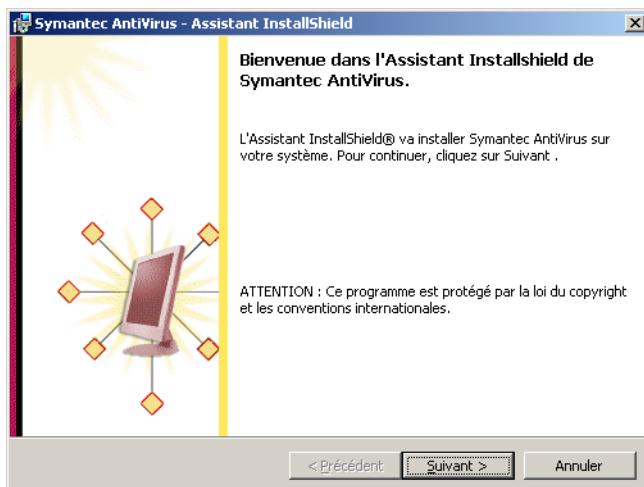 Symantec AntiVirus - Assistant InstallShield
Bienvenue dans l'Assistant Installshield de
Symantec AntiVirus.
L'Assistant InstallShield® va installer Symantec AntiVirus sur
votre système. Pour continuer, cliquez sur Suivant .
ATTENTION : Ce programme est protégé par la loi du copyright
et les conventions internationales.
< Précédent
Suivant >
Annuler